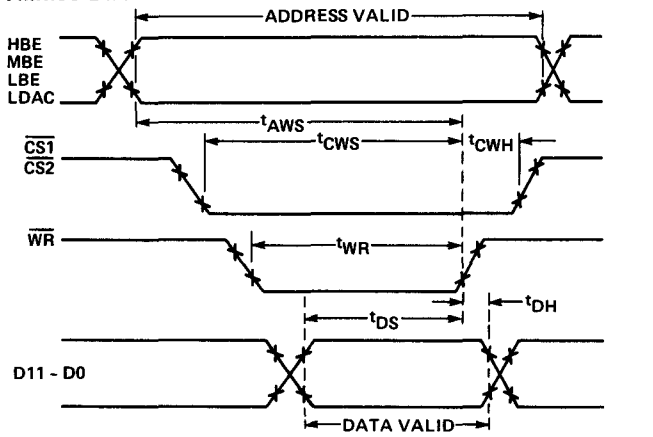 ADDRESS VALID
HBE
MBE
LBE
LDAC
tAWS
tCWS
tCWH
CS1
CS2
tWR
WR
tDH
tDS
D11 - D0
DATA VALID